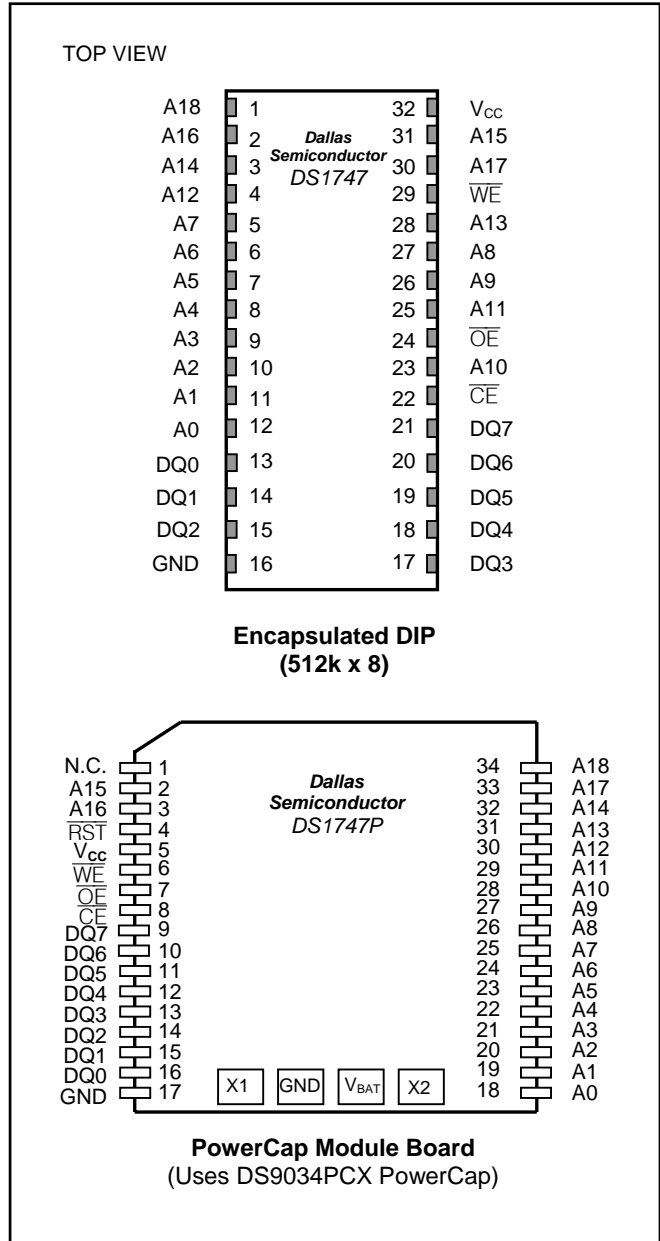 TOP VIEW
A18 1 32 VCC
A16 2 Dallas 31 A15
A14 3 Semiconductor 30 A17
A12 4 DS1747 29 W̅E̅
A7 5 28 A13
A6 6 27 A8
A5 7 26 A9
A4 8 25 A11
A3 9 24 O̅E̅
A2 10 23 A10
A1 11 22 C̅E̅
A0 12 21 DQ7
DQ0 13 20 DQ6
DQ1 14 19 DQ5
DQ2 15 18 DQ4
GND 16 17 DQ3
Encapsulated DIP
(512k x 8)
N.C. 1 34 A18
A15 2 Dallas 33 A17
A16 3 Semiconductor 32 A14
R̅S̅T̅ 4 DS1747P 31 A13
VCC 5 30 A12
W̅E̅ 6 29 A11
O̅E̅ 7 28 A10
C̅E̅ 8 27 A9
DQ7 9 26 A8
DQ6 10 25 A7
DQ5 11 24 A6
DQ4 12 23 A5
DQ3 13 22 A4
DQ2 14 21 A3
DQ1 15 20 A2
DQ0 16 19 A1
GND 17 X1 GND VBAT X2 18 A0
PowerCap Module Board
(Uses DS9034PCX PowerCap)